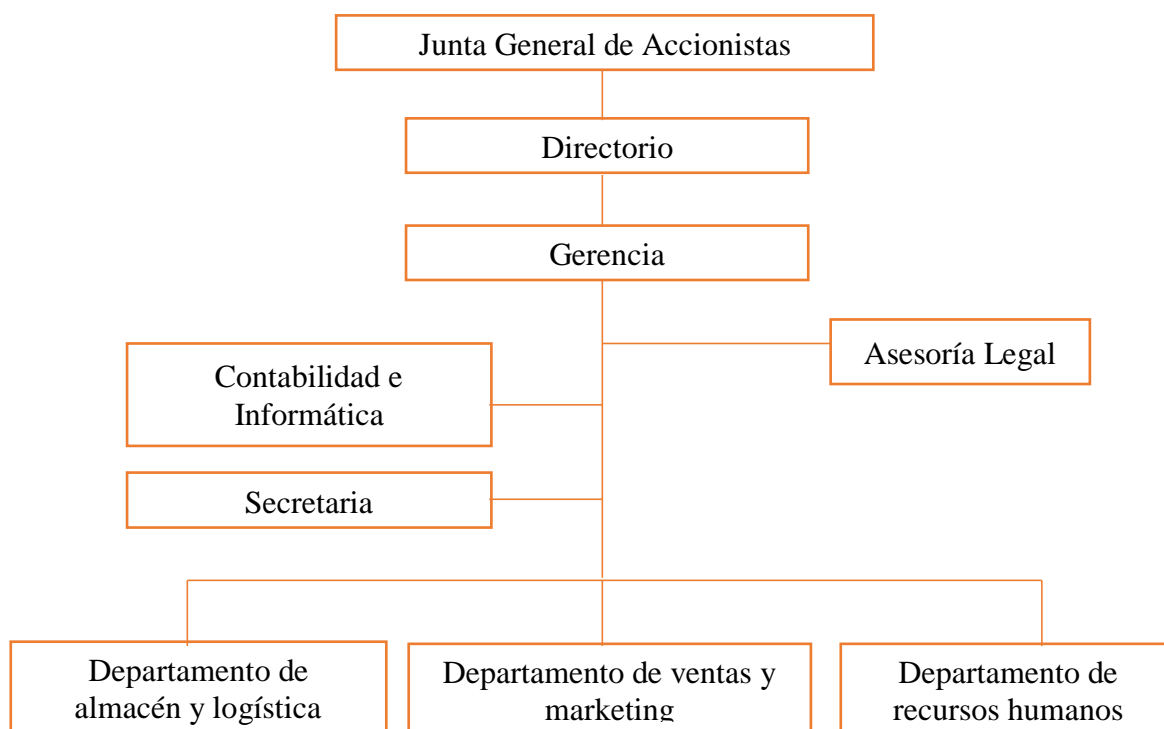 Junta General de Accionistas
Directorio
Gerencia
Asesoría Legal
Contabilidad e
Informática
Secretaria
Departamento de
almacén y logística
Departamento de ventas y
marketing
Departamento de
recursos humanos